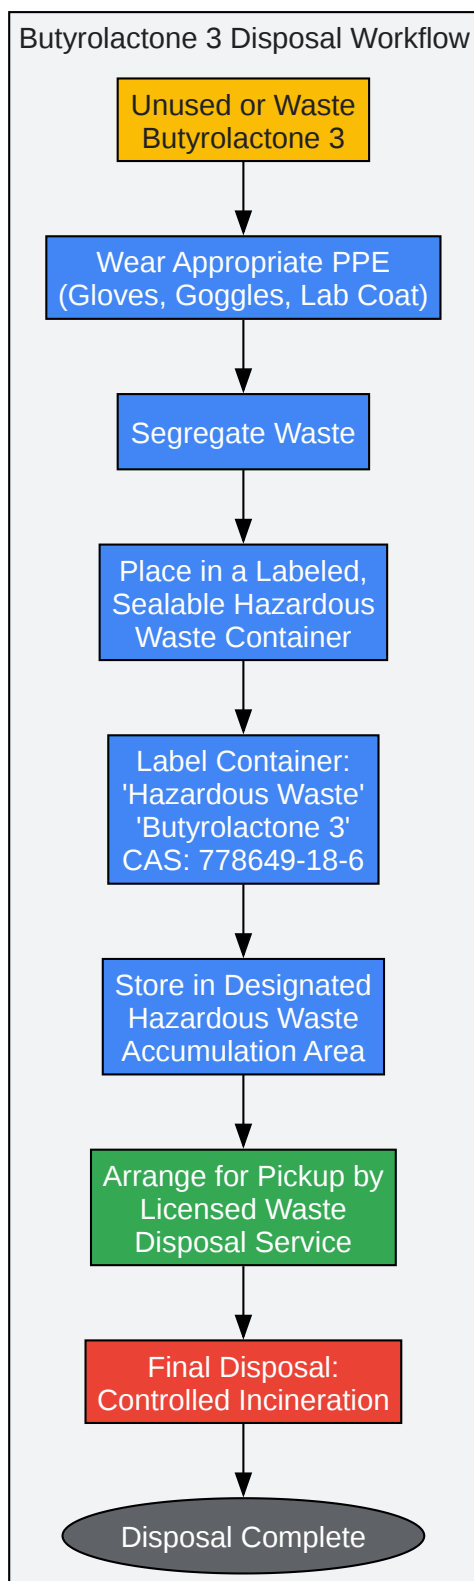 Butyrolactone 3 Disposal Workflow
Unused or Waste
Butyrolactone 3
Wear Appropriate PPE
(Gloves, Goggles, Lab Coat)
Segregate Waste
Place in a Labeled,
Sealable Hazardous
Waste Container
Label Container:
'Hazardous Waste'
'Butyrolactone 3'
CAS: 778649-18-6
Store in Designated
Hazardous Waste
Accumulation Area
Arrange for Pickup by
Licensed Waste
Disposal Service
Final Disposal:
Controlled Incineration
Disposal Complete